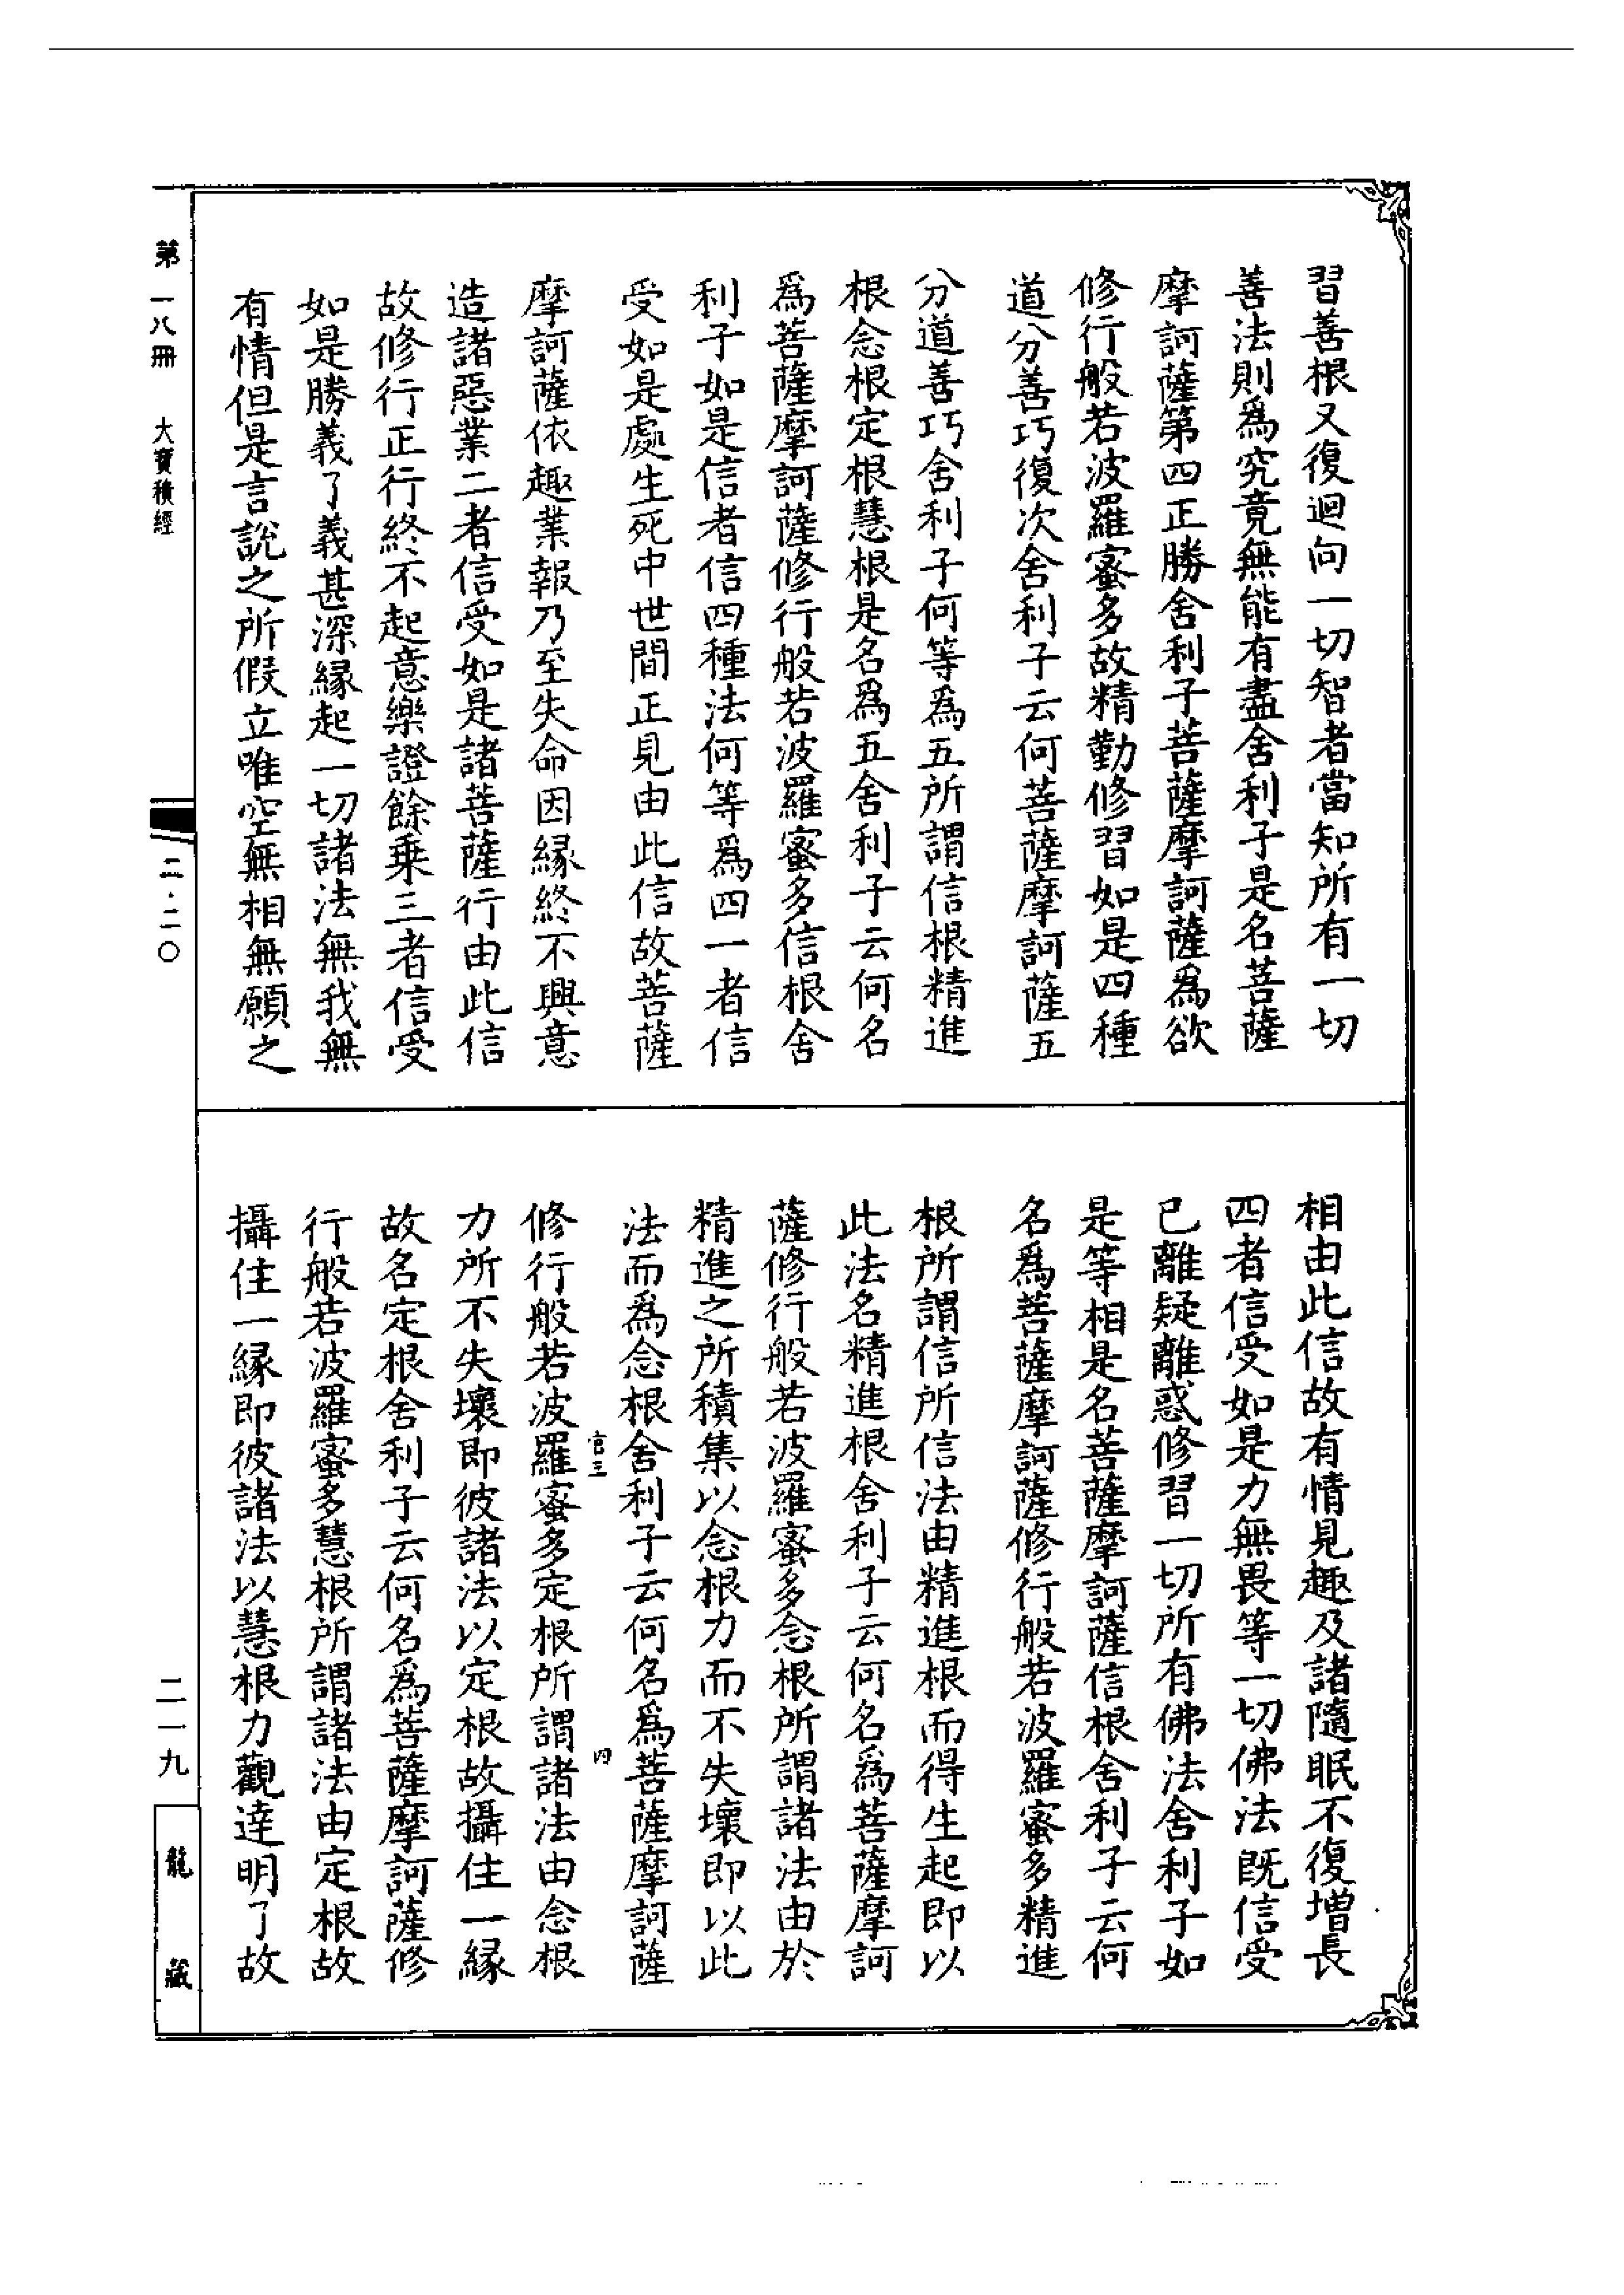 習善根又復迴向一切智者當知所有一切
善法則爲究竟無能有盡舍利子是名菩薩
摩訶薩第四正勝舍利子菩薩摩訶薩爲欲
修行般若波羅蜜多故精勤修習如是四種
道分善巧復次舍利子云何菩薩摩訶薩五
分道善巧舍利子何等爲五所謂信根精進
根念根定根慧根是名爲五舍利子云何名
爲菩薩摩訶薩修行般若波羅蜜多信根舍
利子如是信者信四種法何等爲四一者信
受如是處生死中世間正見由此信故菩薩
摩訶薩依趣業報乃至失命因緣終不興意
造諸惡業二者信受如是諸菩薩行由此信
故修行正行終不起意樂證餘乗三者信受
如是勝義了義甚深緣起一切諸法無我無
有情但是言說之所假立唯空無相無願之
相由此信故有情見趣及諸隨眠不復增長
四者信受如是力無畏等一切佛法既信受
已離疑離惑修習一切所有佛法舍利子如
是等相是名菩薩摩訶薩信根舍利子云何
名爲菩薩摩訶薩修行般若波羅蜜多精進
根所謂信所信法由精進根而得生起即以
此法名精進根舍利子云何名爲菩薩摩訶
薩修行般若波羅蜜多念根所謂諸法由於
精進之所積集以念根力而不失壞即以此
法而爲念根舍利子云何名爲菩薩摩訶薩
官三
四
修行般若波羅蜜多定根所謂諸法由念根
力所不失壞即彼諸法以定根故攝住一緣
故名定根舍利子云何名爲菩薩摩訶薩修
行般若波羅蜜多慧根所謂諸法由定根故
攝住一緣即彼諸法以慧根力觀達明了故
第一八冊　大寶積經
二·二〇
二一九
龍藏